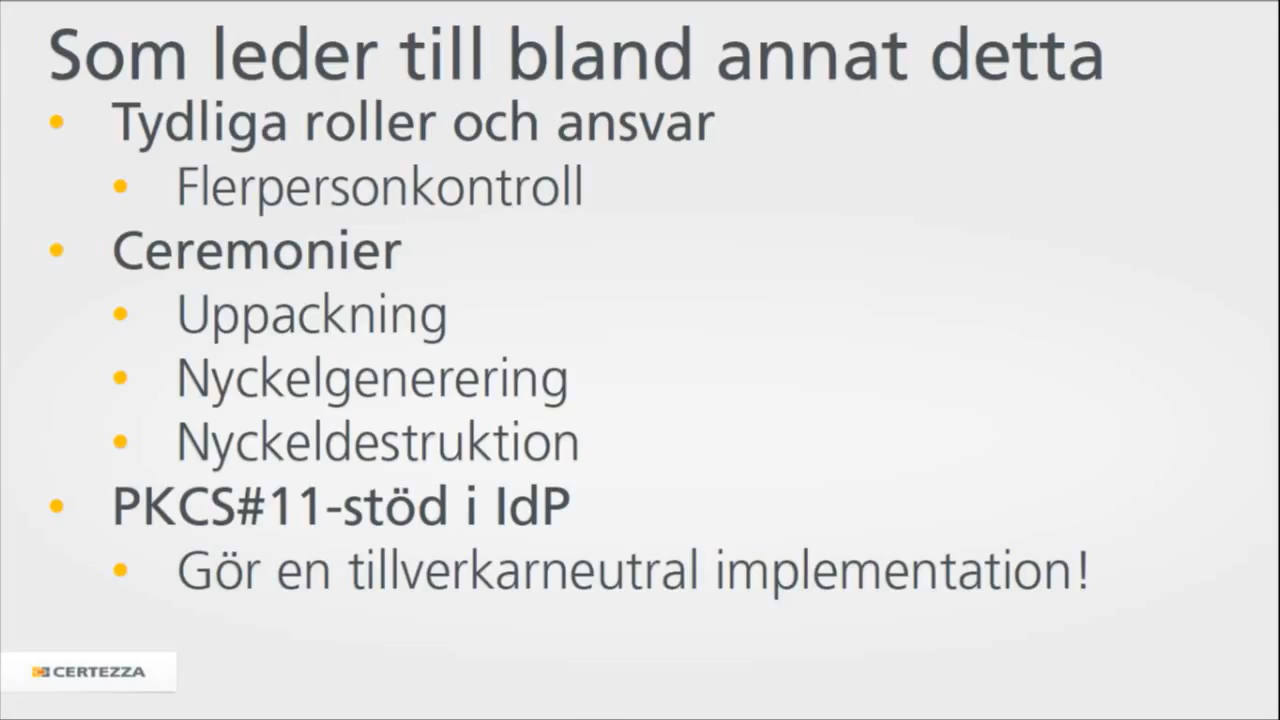 Som leder till bland annat detta
• Tydliga roller och ansvar
• Flerpersonkontroll
• Ceremonier
• Uppackning
• Nyckelgenerering
• Nyckeldestruktion
• PKCS#11-stöd i IdP
• Gör en tillverkarneutral implementation!
CERTEZZA